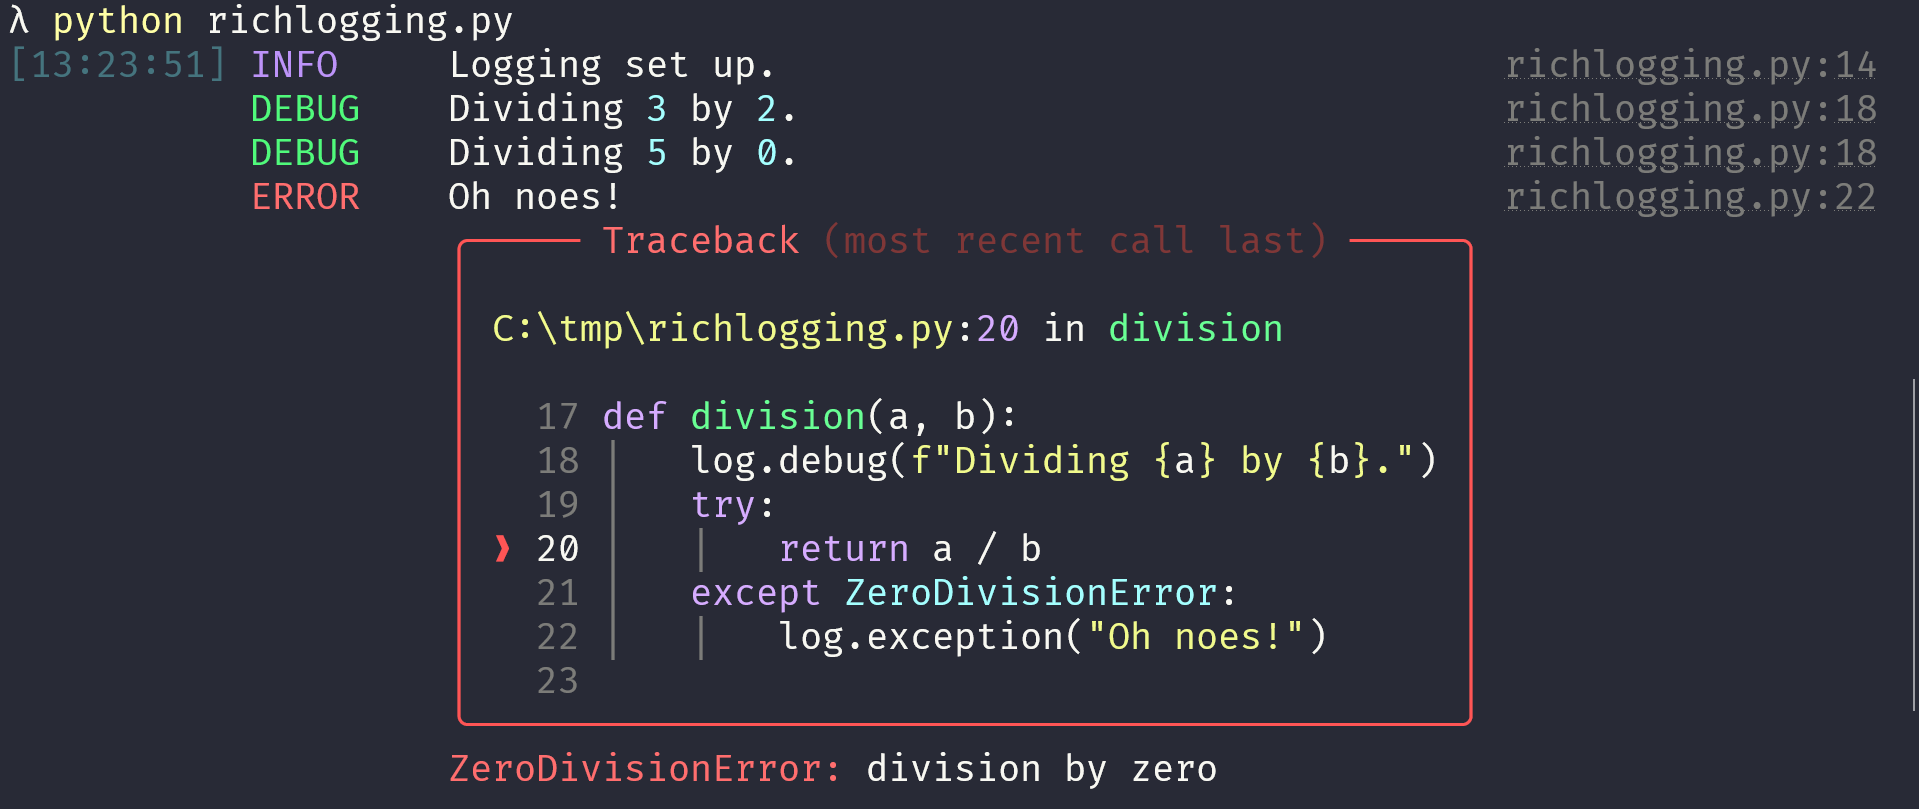 λ python richlogging.py
[13:23:51] INFO Logging set up. richlogging.py:14
DEBUG Dividing 3 by 2. richlogging.py:18
DEBUG Dividing 5 by 0. richlogging.py:18
ERROR Oh noes! richlogging.py:22
Traceback (most recent call last)
C:\tmp\richlogging.py:20 in division
17 def division(a, b):
18 log.debug(f"Dividing {a} by {b}.")
19 try:
❱ 20 return a / b
21 except ZeroDivisionError:
22 log.exception("Oh noes!")
23
ZeroDivisionError: division by zero